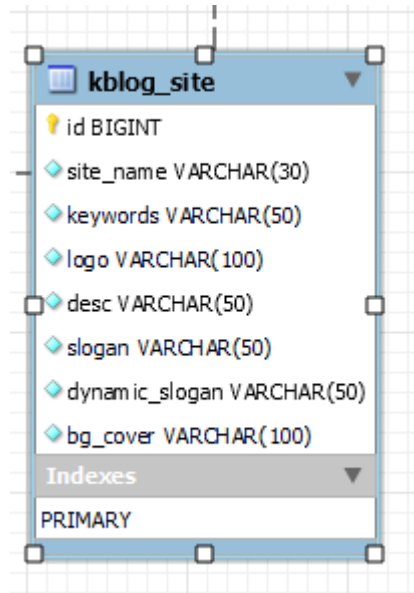 kblog_site
id BIGINT
site_name VARCHAR(30)
keywords VARCHAR(50)
logo VARCHAR(100)
desc VARCHAR(50)
slogan VARCHAR(50)
dynamic_slogan VARCHAR(50)
bg_cover VARCHAR(100)
Indexes
PRIMARY